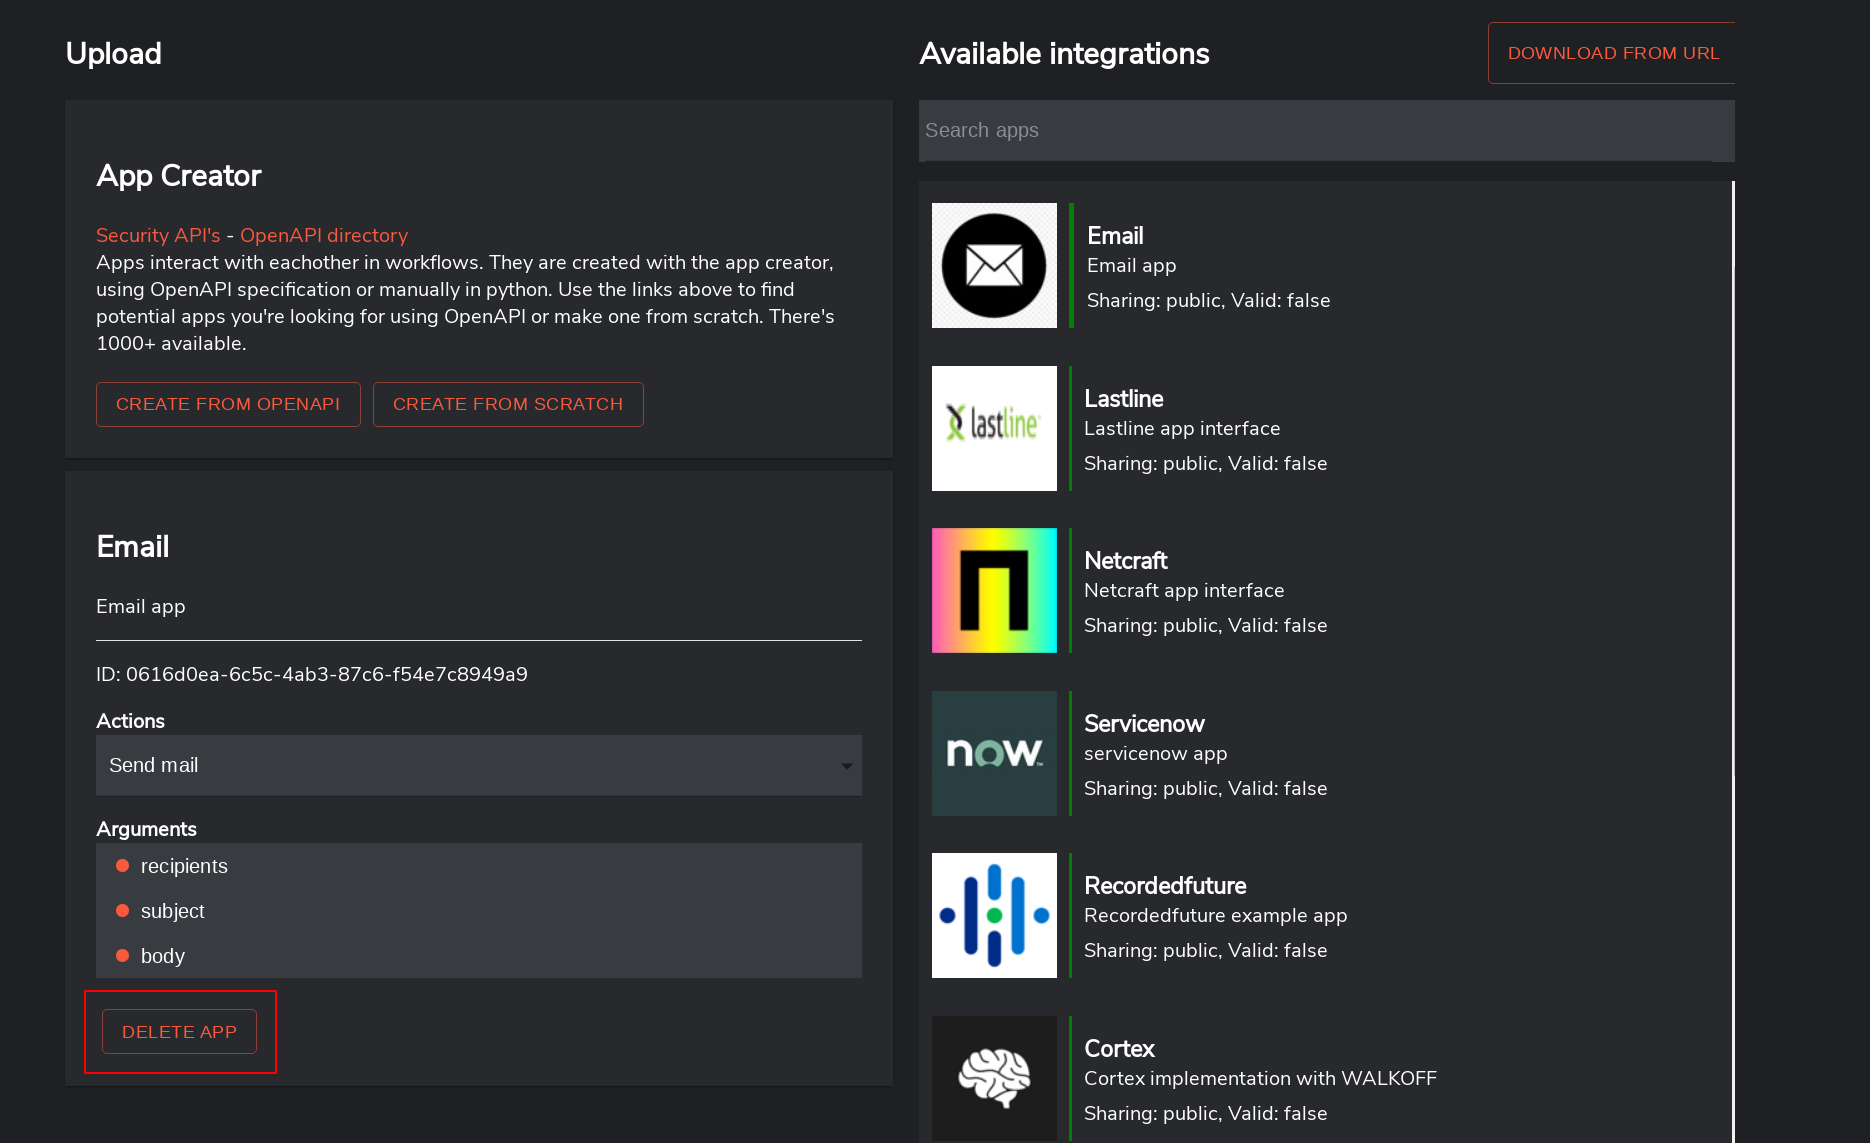 Upload
App Creator
Security API's - OpenAPI directory
Apps interact with eachother in workflows. They are created with the app creator,
using OpenAPI specification or manually in python. Use the links above to find
potential apps you're looking for using OpenAPI or make one from scratch. There's
1000+ available.
CREATE FROM OPENAPI
CREATE FROM SCRATCH
Email
Email app
ID: 0616d0ea-6c5c-4ab3-87c6-f54e7c8949a9
Actions
Send mail
Arguments
recipients
subject
body
DELETE APP
Available integrations
DOWNLOAD FROM URL
Search apps
Email
Email app
Sharing: public, Valid: false
lastline
Lastline
Lastline app interface
Sharing: public, Valid: false
Netcraft
Netcraft app interface
Sharing: public, Valid: false
now
Servicenow
servicenow app
Sharing: public, Valid: false
Recordedfuture
Recordedfuture example app
Sharing: public, Valid: false
Cortex
Cortex implementation with WALKOFF
Sharing: public, Valid: false